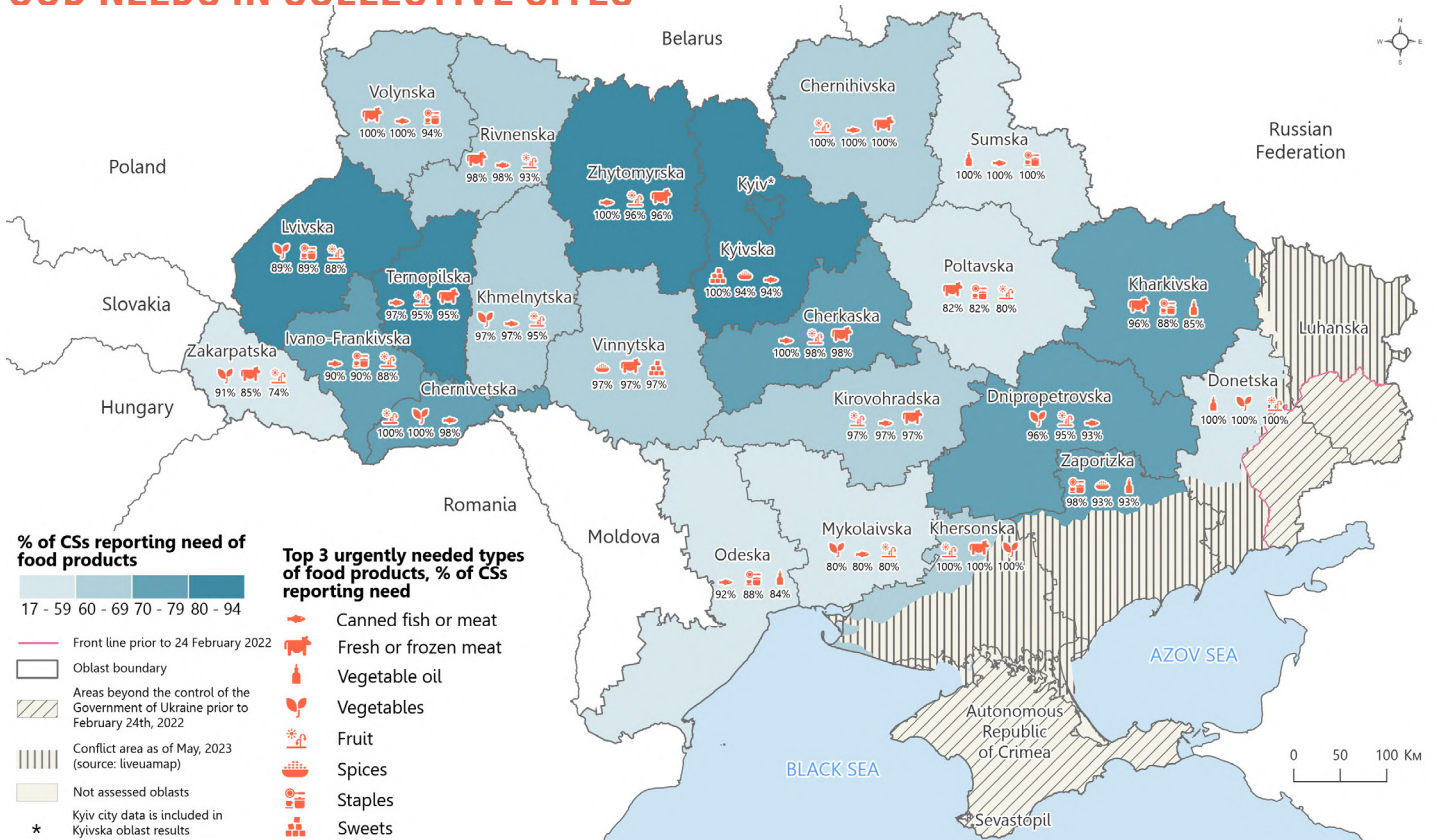 Belarus
Chernihivska
100% 100% 100%
Volynska
100% 100% 94%
Rivnenska
98% 98% 93%
Sumska
100% 100% 100%
Russian
Federation
Poland
Zhytomyrska
100% 96% 96%
Kyiv*
Kyivska
100% 94% 94%
Lvivska
89% 89% 88%
Ternopilska
97% 95% 95%
Khmelnytska
97% 97% 95%
Poltavska
82% 82% 80%
Kharkivska
96% 88% 85%
Slovakia
Cherkaska
100% 98% 98%
Luhanska
Ivano-Frankivska
90% 90% 88%
Zakarpatska
91% 85% 74%
Vinnytska
97% 97% 97%
Donetska
100% 100% 100%
Hungary
Chernivetska
100% 100% 98%
Kirovohradska
97% 97% 97%
Dnipropetrovska
96% 95% 93%
Zaporizka
98% 93% 93%
Romania
Moldova
Odeska
92% 88% 84%
Mykolaivska
80% 80% 80%
Khersonska
100% 100% 100%
AZOV SEA
BLACK SEA
Autonomous
Republic
of Crimea
Sevastopil
N
W E
S
0 50 100 Км
% of CSs reporting need of
food products
17 - 59 60 - 69 70 - 79 80 - 94
Front line prior to 24 February 2022
Oblast boundary
Areas beyond the control of the
Government of Ukraine prior to
February 24th, 2022
Conflict area as of May, 2023
(source: liveuamap)
Not assessed oblasts
* Kyiv city data is included in
Kyivska oblast results
Top 3 urgently needed types
of food products, % of CSs
reporting need
Canned fish or meat
Fresh or frozen meat
Vegetable oil
Vegetables
Fruit
Spices
Staples
Sweets